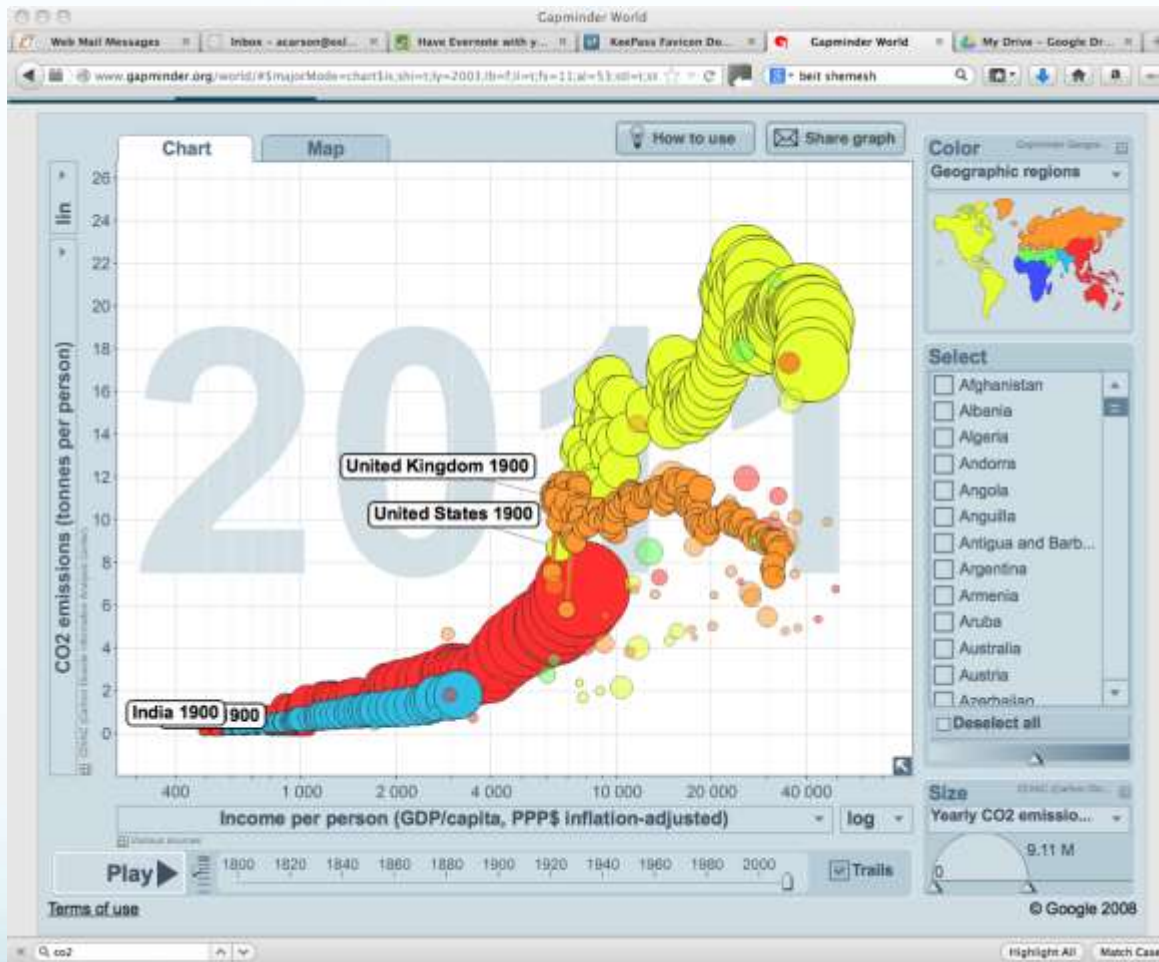 Gapminder World
Web Mail Messages
Inbox - acarson@esl...
Have Evernote with y...
KeePass Favicon Do...
Gapminder World
My Drive - Google Dr...
beit shemesh
Chart
Map
How to use
Share graph
Color
Geographic regions
26
24
22
20
18
16
14
12
10
8
6
4
2
0
lin
CO2 emissions (tonnes per person)
2011
United Kingdom 1900
United States 1900
India 1900
900
400
1 000
2 000
4 000
10 000
20 000
40 000
Income per person (GDP/capita, PPP$ inflation-adjusted)
log
Play
1800
1820
1840
1860
1880
1900
1920
1940
1960
1980
2000
Trails
Select
Afghanistan
Albania
Algeria
Andorra
Angola
Anguilla
Antigua and Barb...
Argentina
Armenia
Aruba
Australia
Austria
Azerbaijan
Deselect all
Size
Yearly CO2 emissio...
9.11 M
0
Terms of use
© Google 2008
co2
Highlight All
Match Case